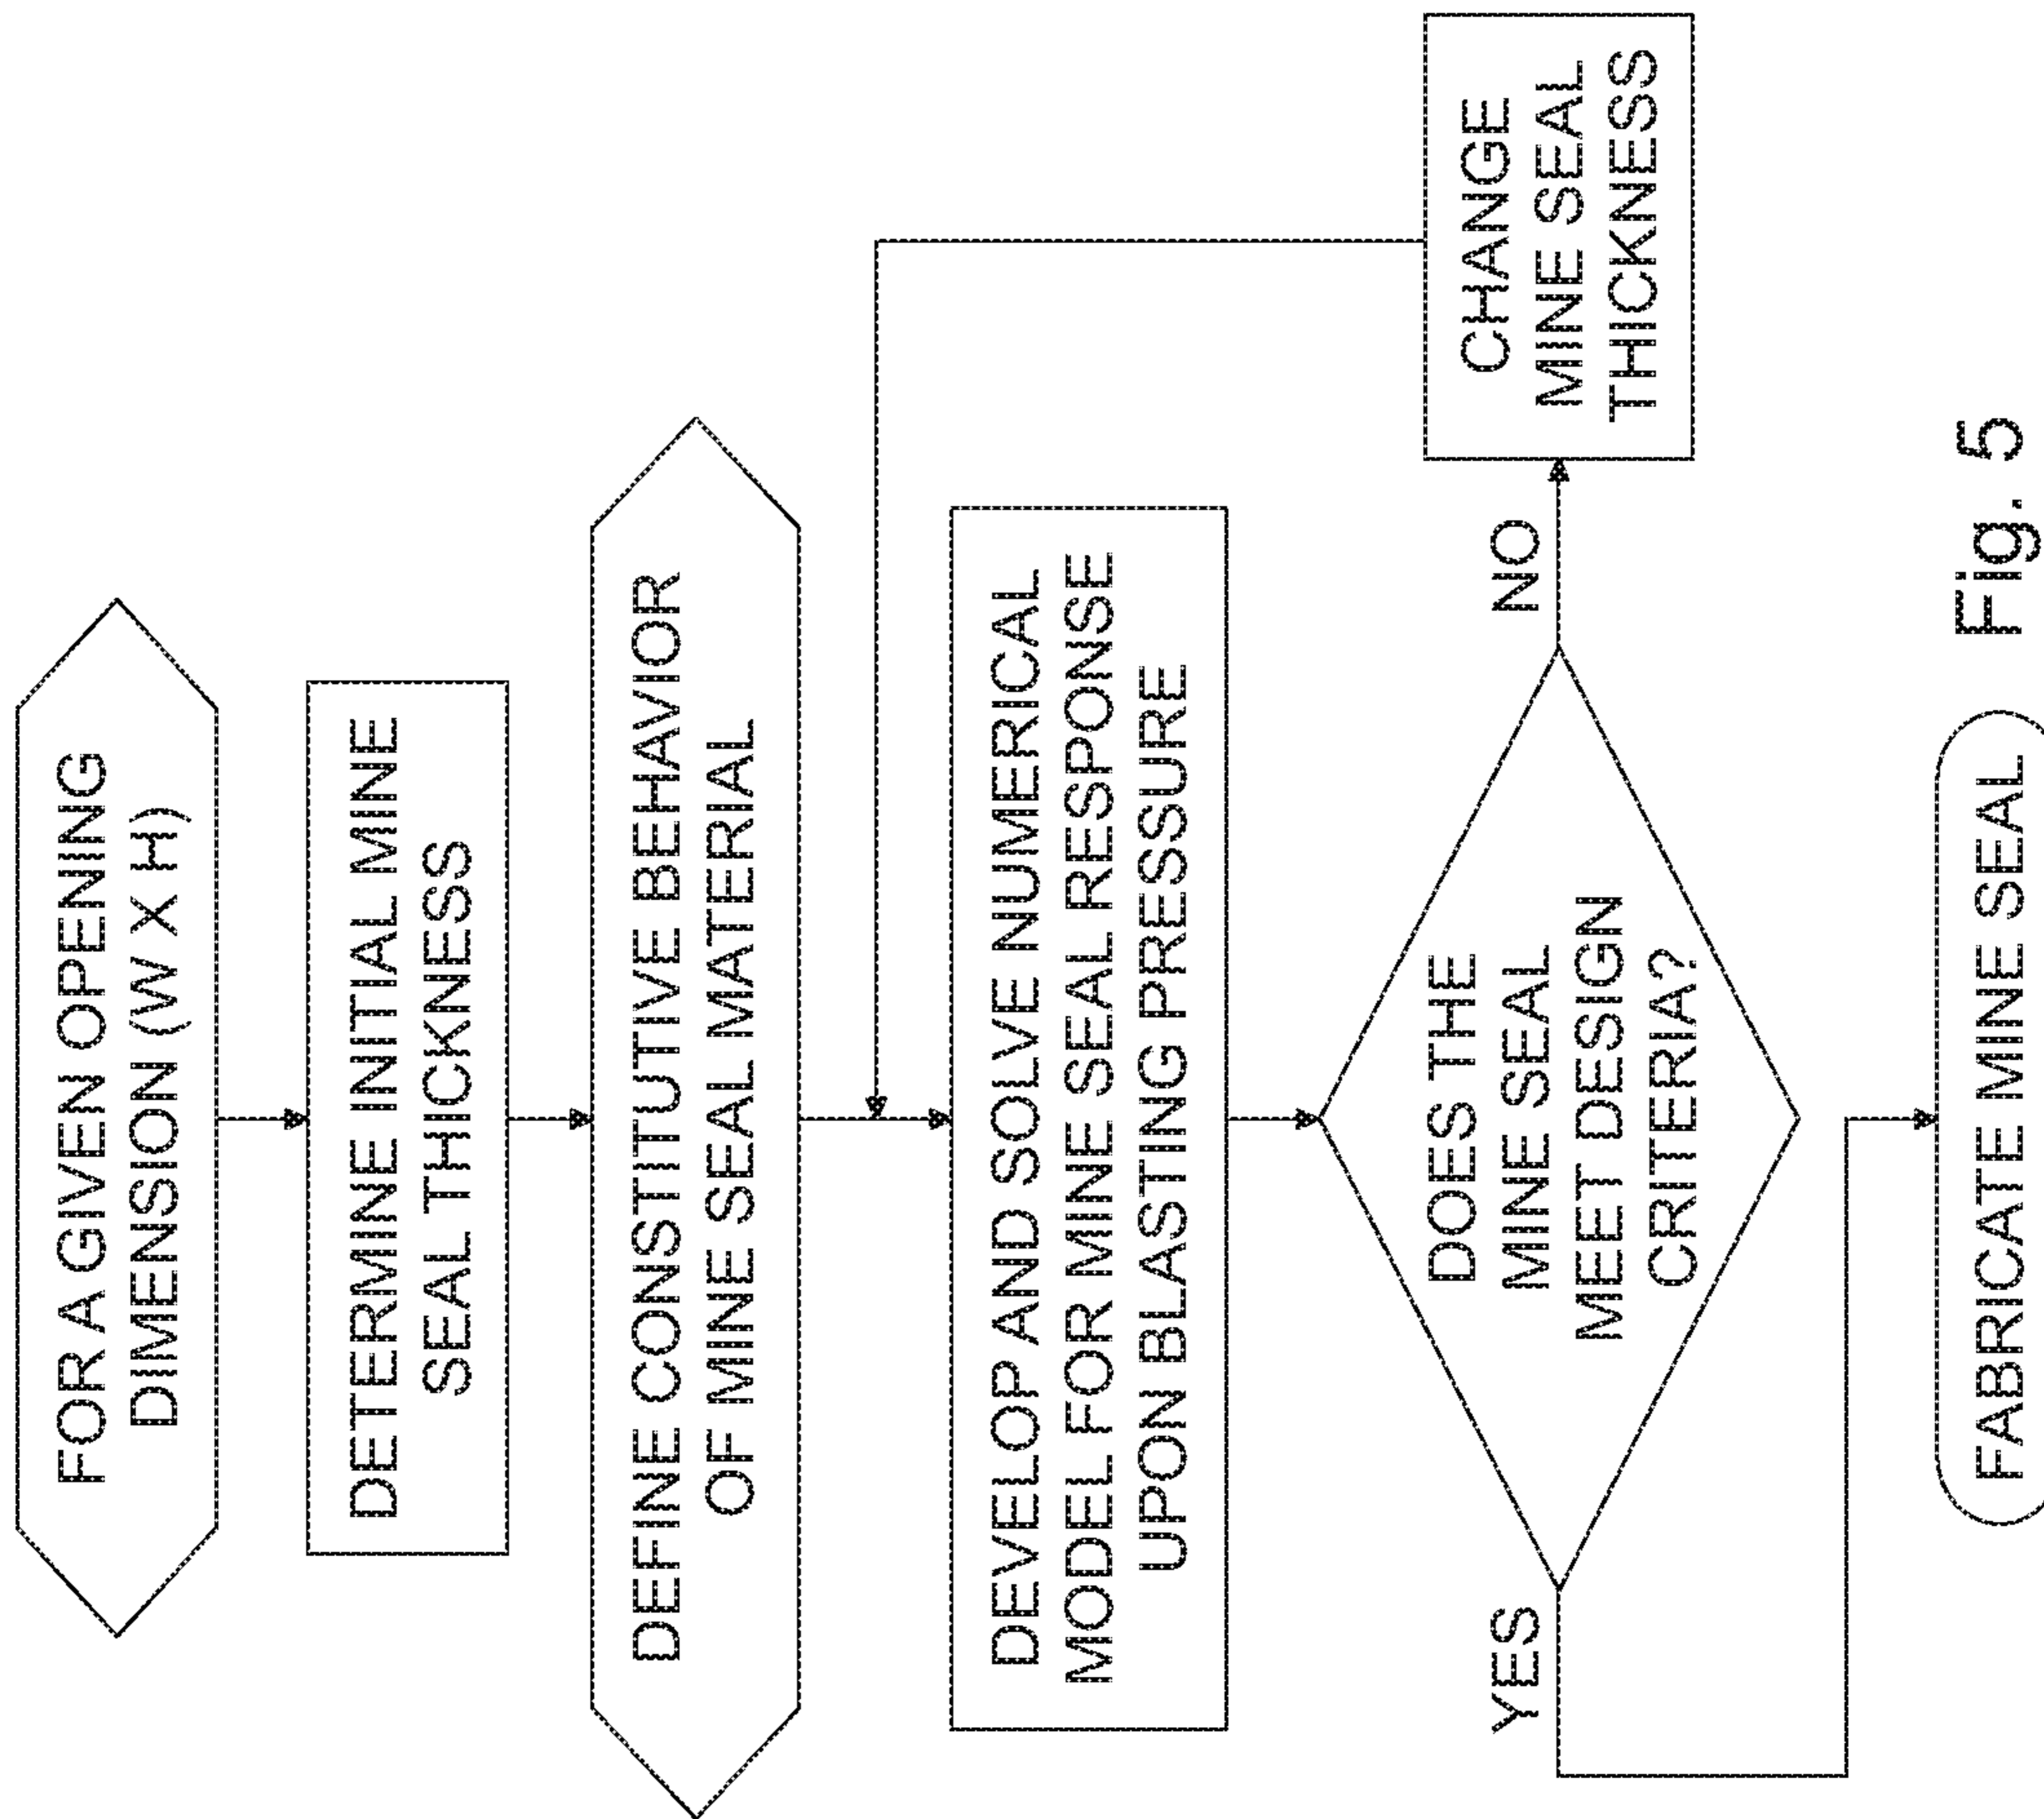 FOR A GIVEN OPENING
DIMENSION (W X H)
DETERMINE INITIAL MINE
SEAL THICKNESS
DEFINE CONSTITUTIVE BEHAVIOR
OF MINE SEAL MATERIAL
DEVELOP AND SOLVE NUMERICAL
MODEL FOR MINE SEAL RESPONSE
UPON BLASTING PRESSURE
DOES THE
MINE SEAL
MEET DESIGN
CRITERIA?
NO
CHANGE
MINE SEAL
THICKNESS
YES
FABRICATE MINE SEAL
Fig. 5